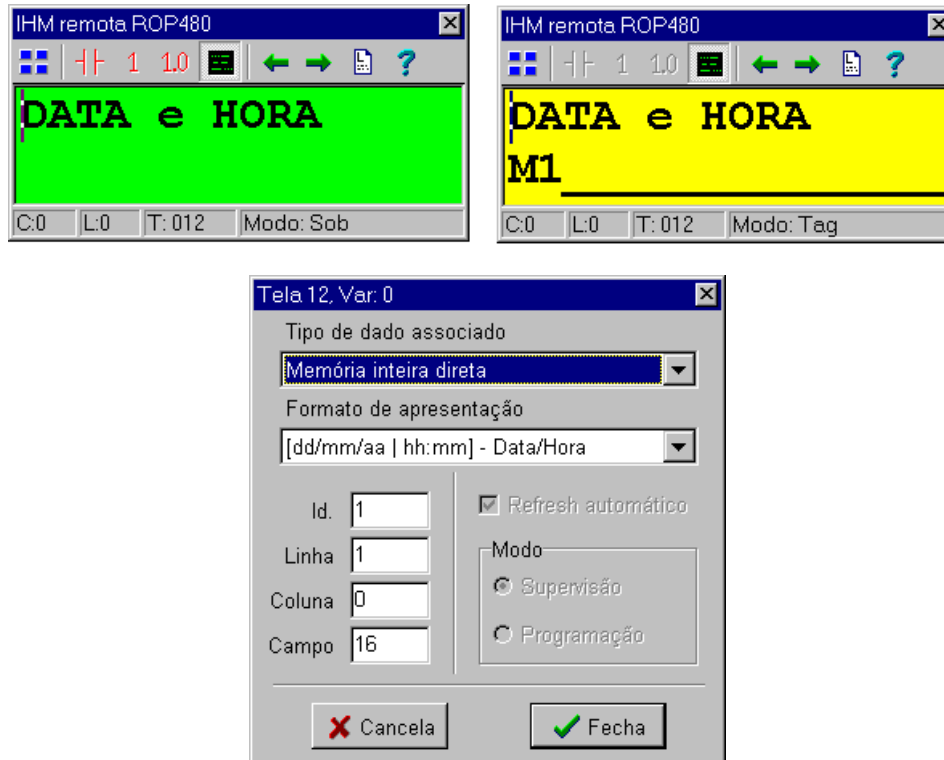 IHM remota ROP480
1 1.0 ?
DATA e HORA
C:0 L:0 T: 012 Modo: Sob
IHM remota ROP480
1 1.0 ?
DATA e HORA
M1______________
C:0 L:0 T: 012 Modo: Tag
Tela 12, Var: 0
Tipo de dado associado
Memória inteira direta
Formato de apresentação
[dd/mm/aa | hh:mm] - Data/Hora
Id. 1
Linha 1
Coluna 0
Campo 16
Refresh automático
Modo
Supervisão
Programação
Cancela
Fecha